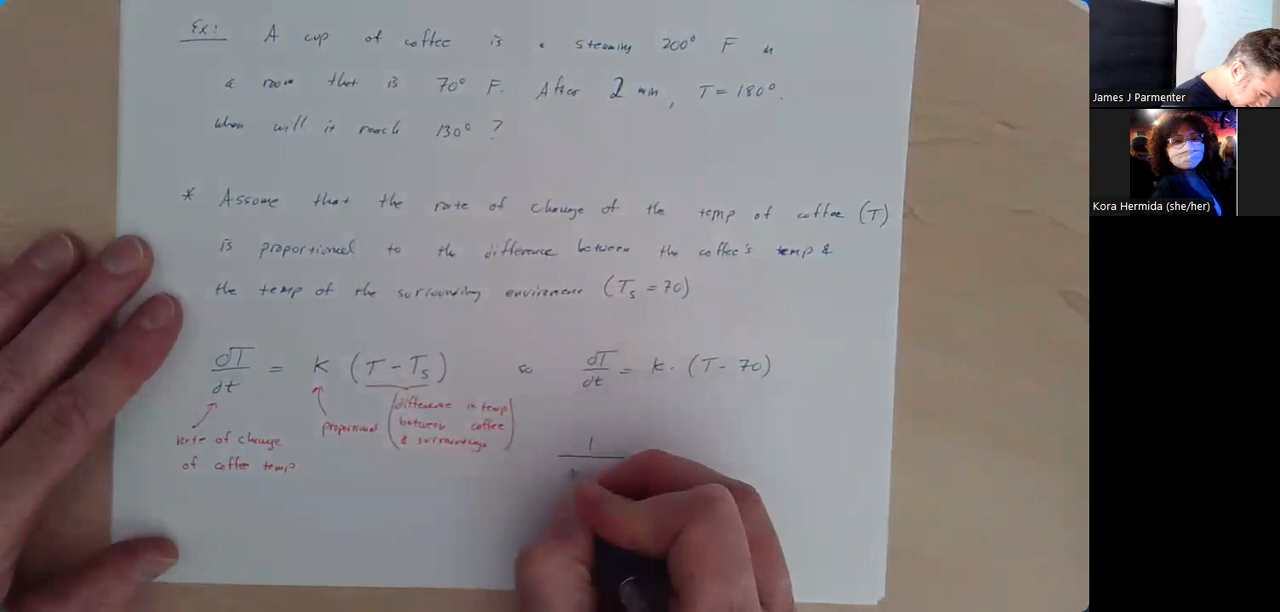 Ex: A cup of coffee is a steaming 200° F in
a room that is 70° F. After 2 min, T = 180°.
When will it reach 130° ?
* Assume that the rate of change of the temp of coffee (T)
is proportional to the difference between the coffee's temp &
the temp of the surrounding environment (Ts = 70)
dT/dt = K (T - Ts) so dT/dt = k · (T - 70)
rate of change
of coffee temp
proportional
difference in temp
between coffee
& surroundings
1
James J Parmenter
Kora Hermida (she/her)